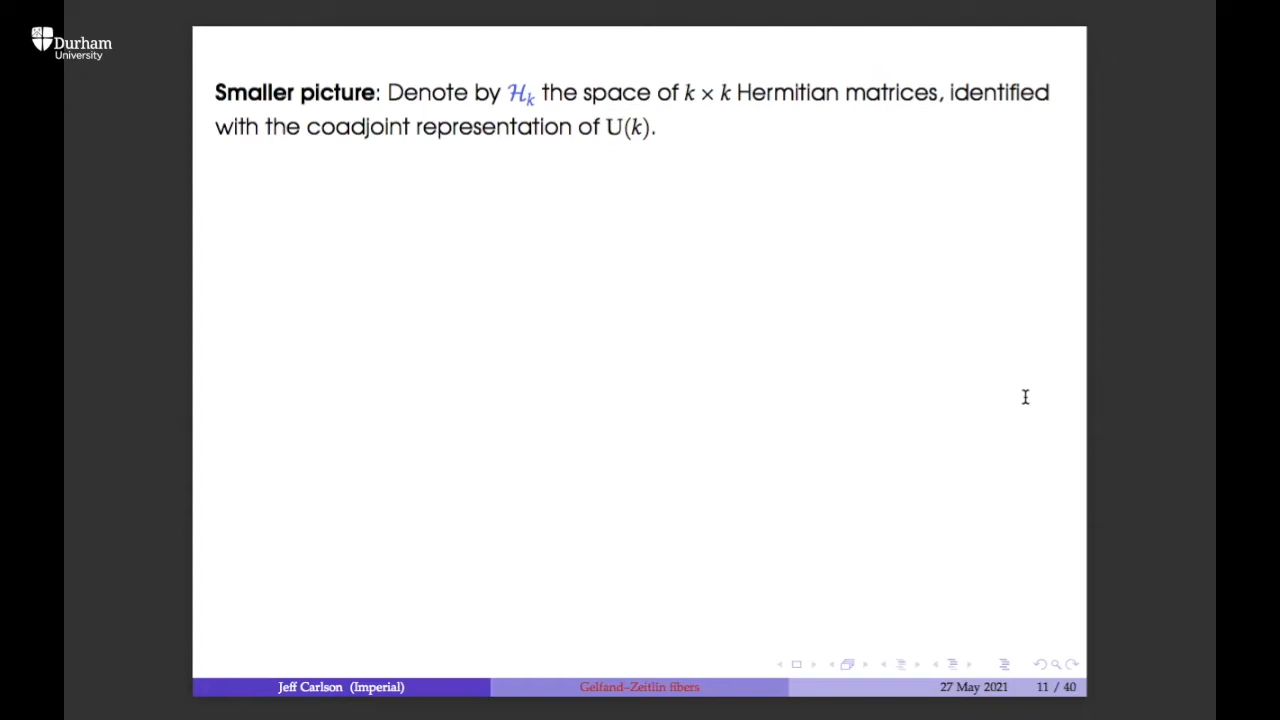 Durham
University
Smaller picture: Denote by ℋₖ the space of k × k Hermitian matrices, identified
with the coadjoint representation of U(k).
Jeff Carlson (Imperial) Gelfand–Zeitlin fibers 27 May 2021 11 / 40